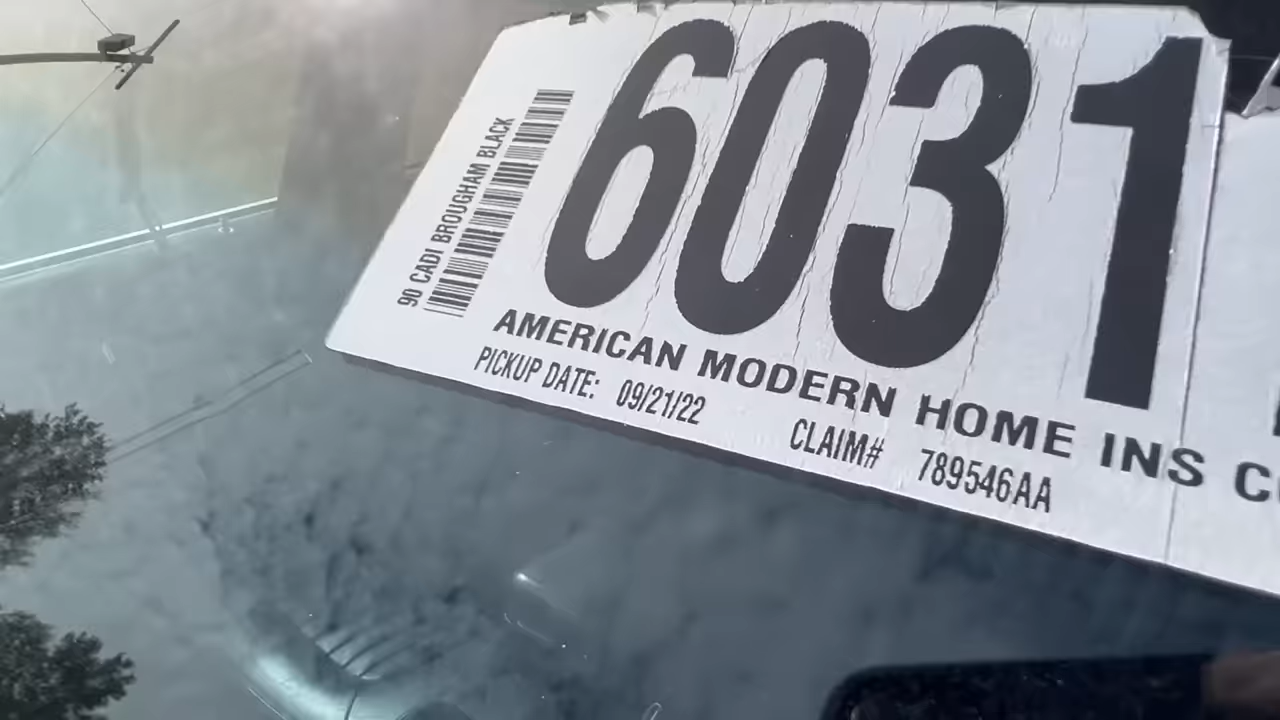 6031
90 CADI BROUGHAM BLACK
AMERICAN MODERN HOME INS
PICKUP DATE: 09/21/22 CLAIM# 789546AA